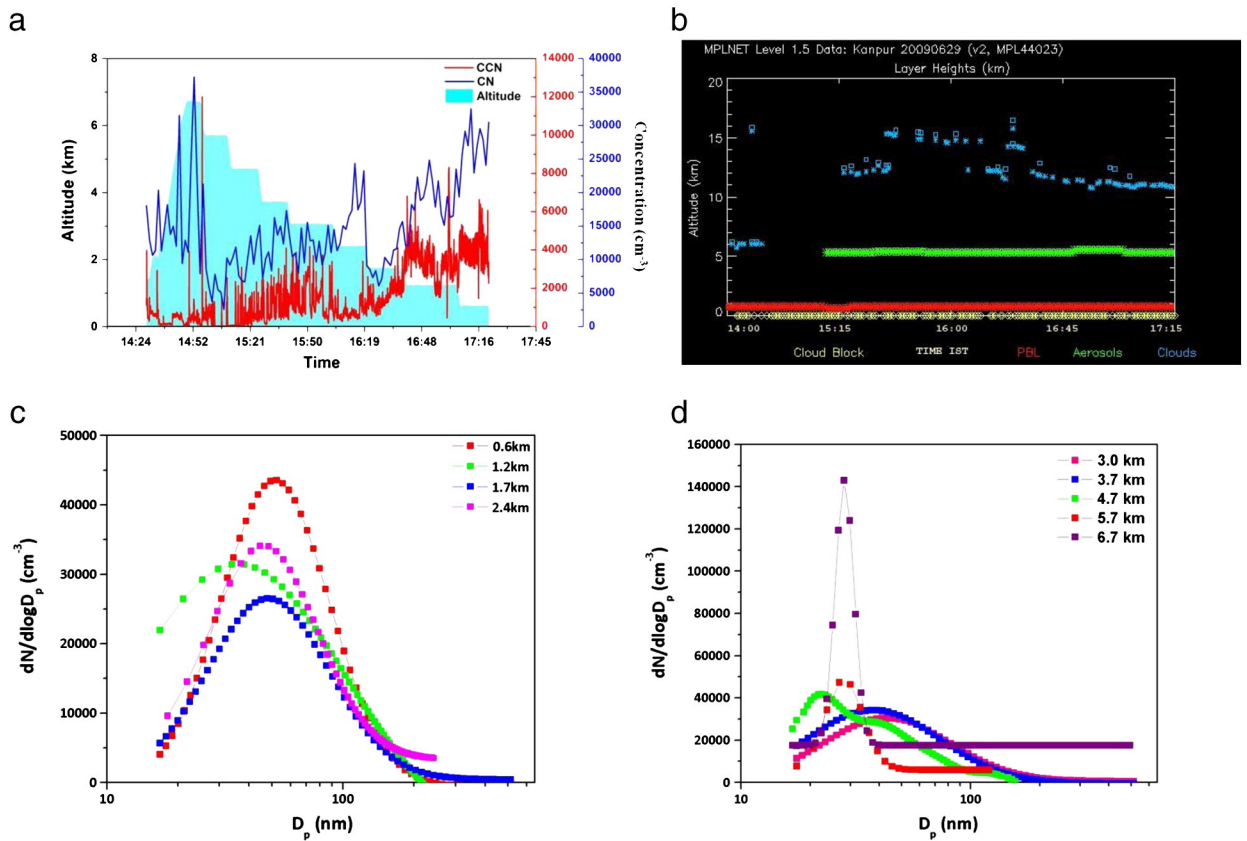 a
8
6
4
2
0
Altitude (km)
CCN
CN
Altitude
14000
12000
10000
8000
6000
4000
2000
0
40000
35000
30000
25000
20000
15000
10000
5000
0
Concentration (cm-3)
14:24 14:52 15:21 15:50 16:19 16:48 17:16 17:45
Time
b
MPLNET Level 1.5 Data: Kanpur 20090629 (v2, MPL44023)
Layer Heights (km)
20
15
10
5
0
Altitude (km)
14:00 15:15 16:00 16:45 17:15
Cloud Block TIME IST PBL Aerosols Clouds
c
50000
40000
30000
20000
10000
0
dN/dlogDp (cm-3)
0.6km
1.2km
1.7km
2.4km
10 100
Dp (nm)
d
160000
140000
120000
100000
80000
60000
40000
20000
0
dN/dlogDp (cm-3)
3.0 km
3.7 km
4.7 km
5.7 km
6.7 km
10 100
Dp (nm)